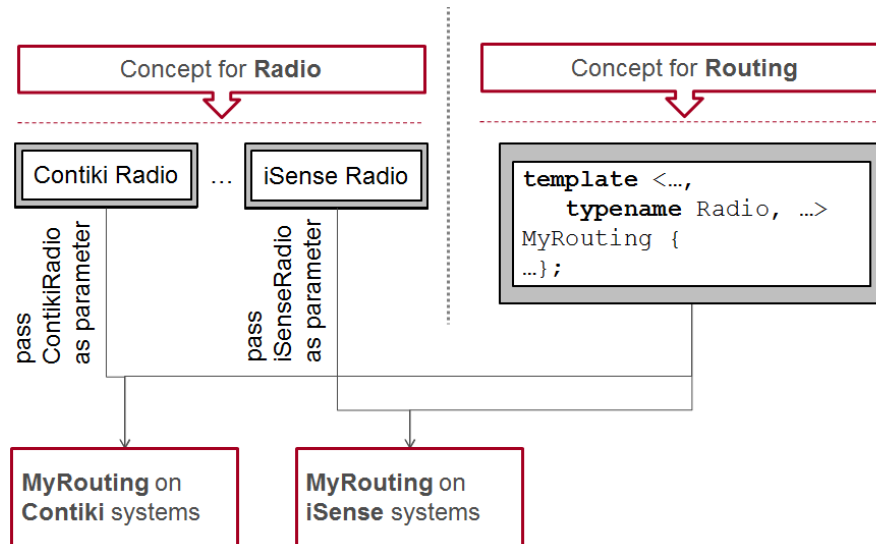 Concept for Radio
Concept for Routing
Contiki Radio
...
iSense Radio
template <…,
typename Radio, …>
MyRouting {
…};
pass
ContikiRadio
as parameter
pass
iSenseRadio
as parameter
MyRouting on
Contiki systems
MyRouting on
iSense systems